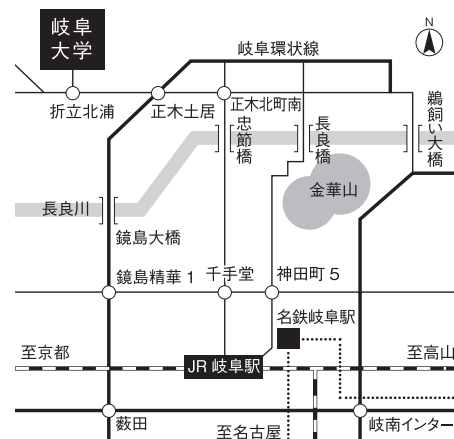 N
岐阜
大学
岐阜環状線
折立北浦
正木土居
正木北町南
忠節橋
長良橋
鵜飼い大橋
金華山
長良川
鏡島大橋
鏡島精華 1
千手堂
神田町 5
名鉄岐阜駅
至京都
JR 岐阜駅
至高山
薮田
至名古屋
岐南インター